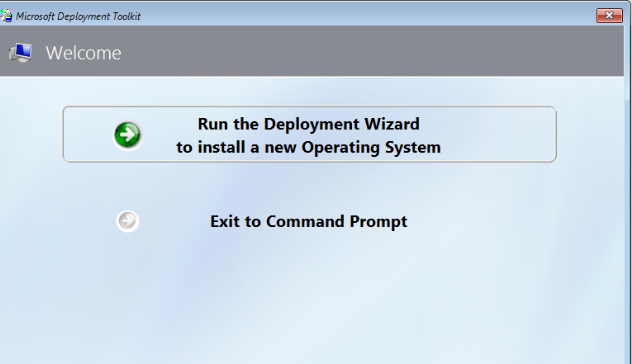 Microsoft Deployment Toolkit
Welcome
Run the Deployment Wizard
to install a new Operating System
Exit to Command Prompt